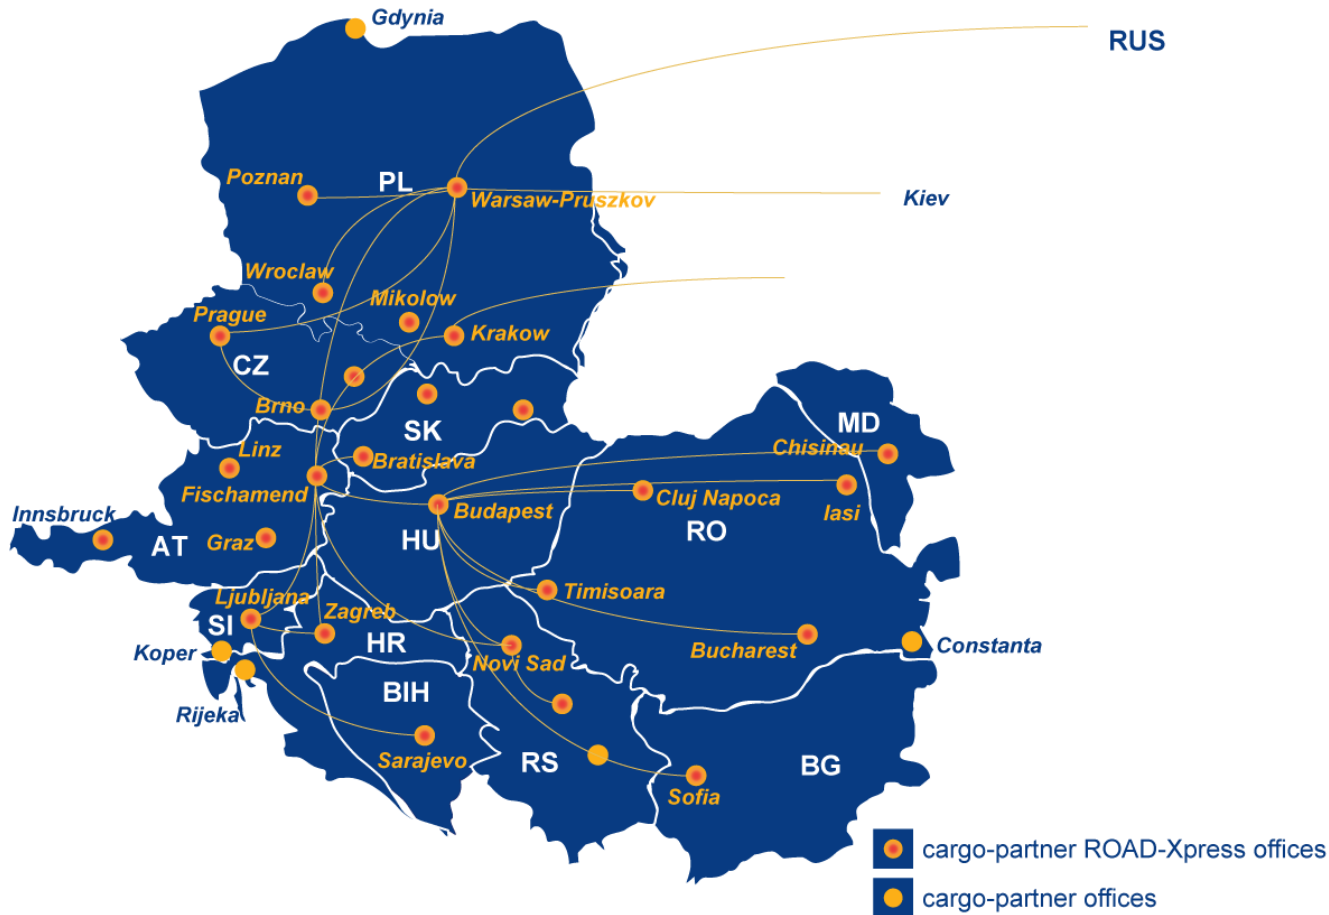 Gdynia
RUS
Poznan
PL
Warsaw-Pruszkov
Kiev
Wroclaw
Mikolow
Prague
Krakow
CZ
Brno
SK
MD
Linz
Bratislava
Chisinau
Fischamend
Cluj Napoca
Innsbruck
Budapest
Iasi
AT
Graz
HU
RO
Timisoara
Ljubljana
Zagreb
SI
HR
Koper
Novi Sad
Bucharest
Constanta
BIH
Rijeka
Sarajevo
RS
BG
Sofia
cargo-partner ROAD-Xpress offices
cargo-partner offices